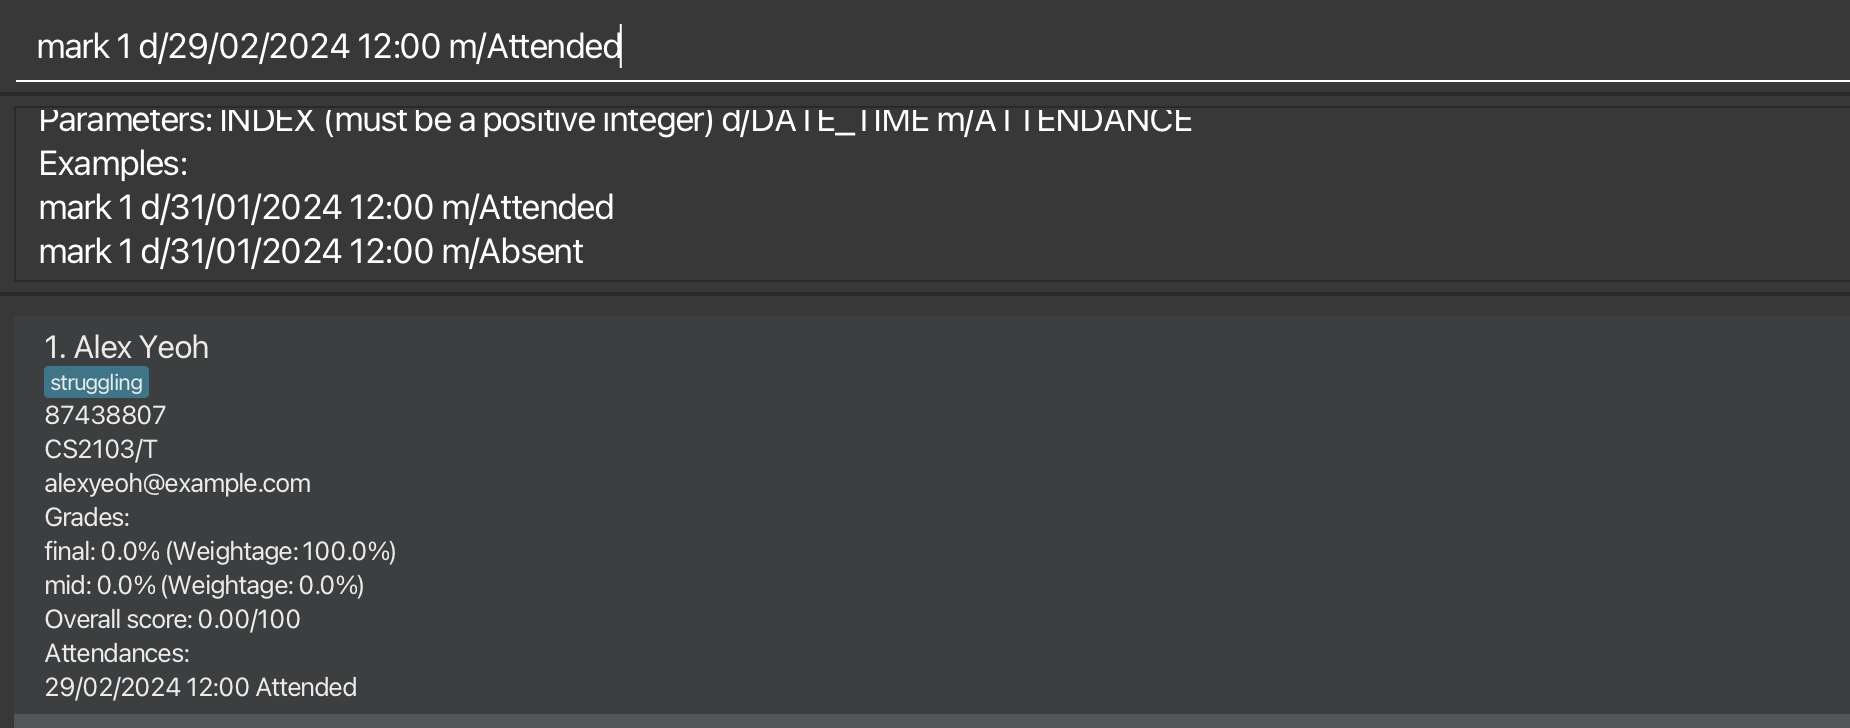 mark 1 d/29/02/2024 12:00 m/Attended
Parameters: INDEX (must be a positive integer) d/DATE_TIME m/ATTENDANCE
Examples:
mark 1 d/31/01/2024 12:00 m/Attended
mark 1 d/31/01/2024 12:00 m/Absent
1. Alex Yeoh
struggling
87438807
CS2103/T
alexyeoh@example.com
Grades:
final: 0.0% (Weightage: 100.0%)
mid: 0.0% (Weightage: 0.0%)
Overall score: 0.00/100
Attendances:
29/02/2024 12:00 Attended